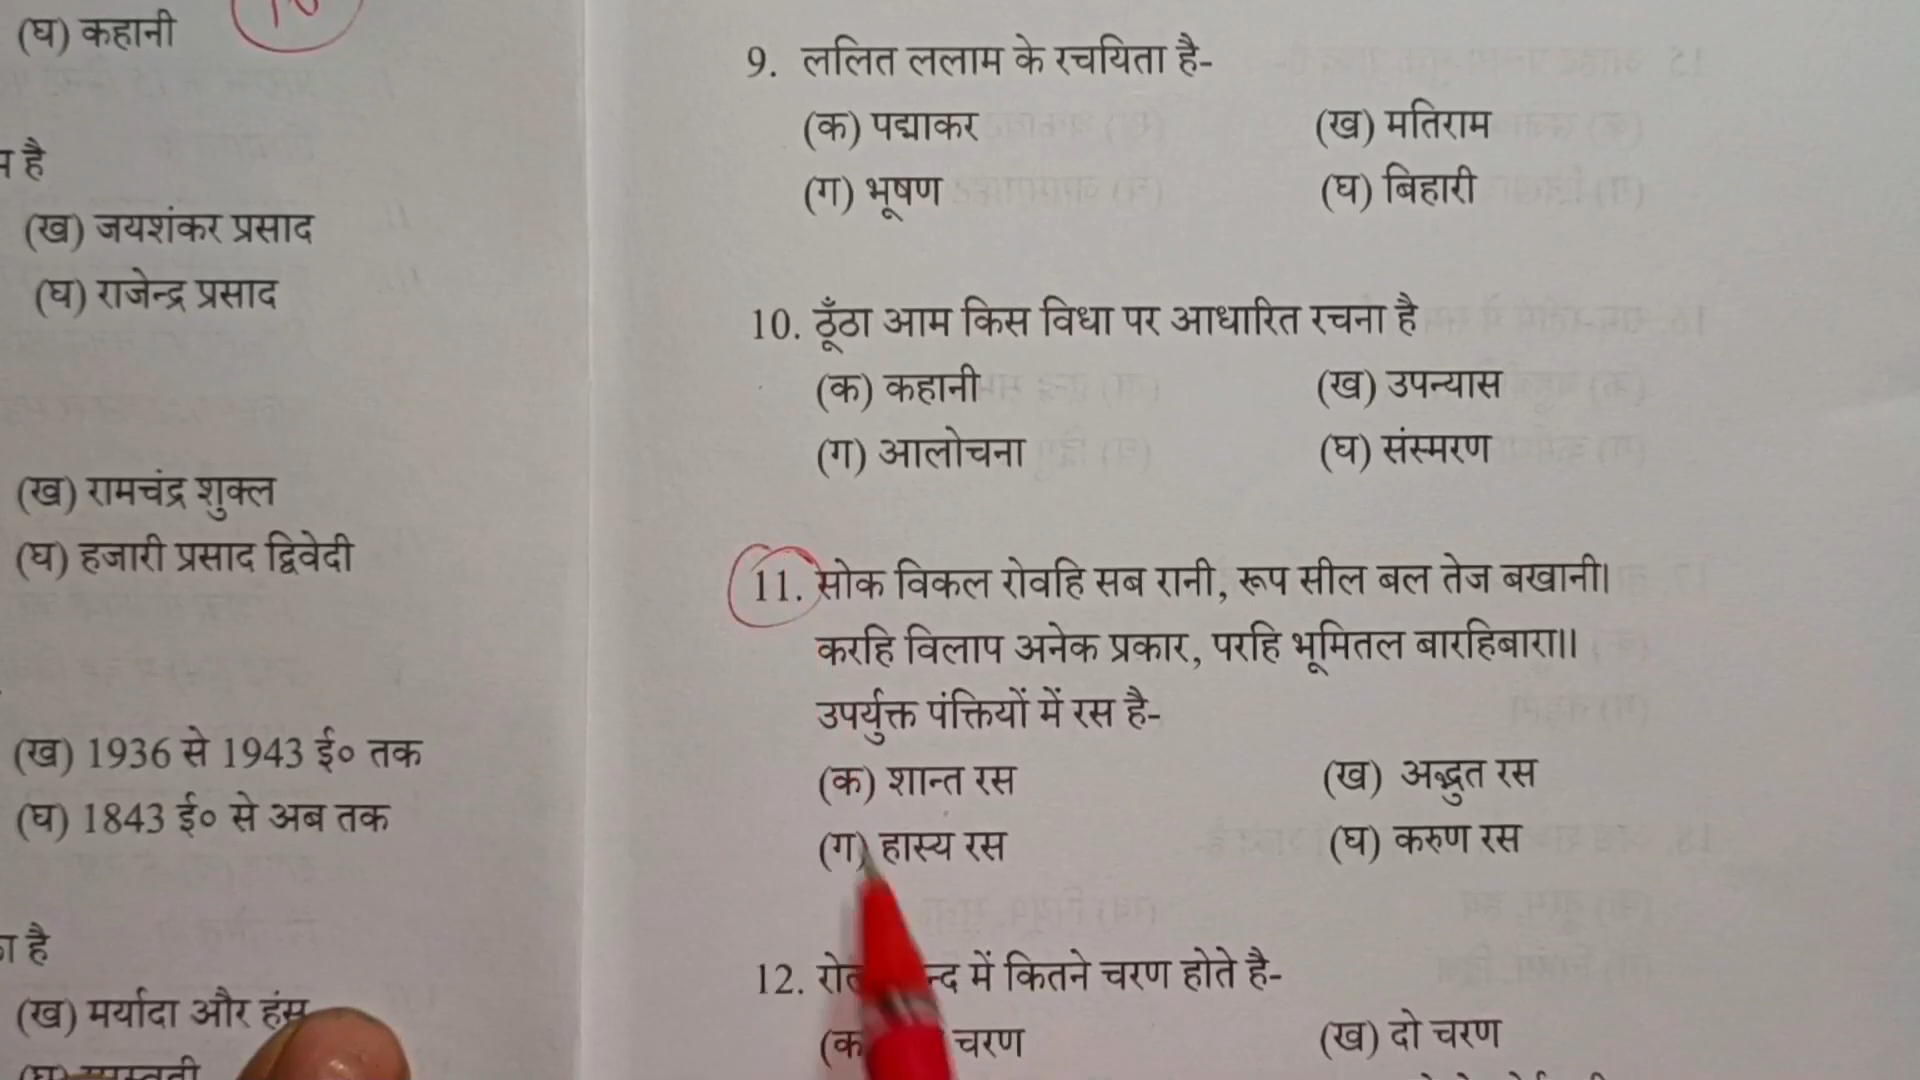 (घ) कहानी
है
(ख) जयशंकर प्रसाद
(घ) राजेन्द्र प्रसाद
(ख) रामचंद्र शुक्ल
(घ) हजारी प्रसाद द्विवेदी
(ख) 1936 से 1943 ई० तक
(घ) 1843 ई० से अब तक
है
(ख) मर्यादा और हंस
9. ललित ललाम के रचयिता है-
(क) पद्माकर (ख) मतिराम
(ग) भूषण (घ) बिहारी
10. ठूँठा आम किस विधा पर आधारित रचना है
(क) कहानी (ख) उपन्यास
(ग) आलोचना (घ) संस्मरण
11. सोक विकल रोवहि सब रानी, रूप सील बल तेज बखानी।
करहि विलाप अनेक प्रकार, परहि भूमितल बारहिबारा॥
उपर्युक्त पंक्तियों में रस है-
(क) शान्त रस (ख) अद्भुत रस
(ग) हास्य रस (घ) करुण रस
12. में कितने चरण होते है-
(क चरण (ख) दो चरण